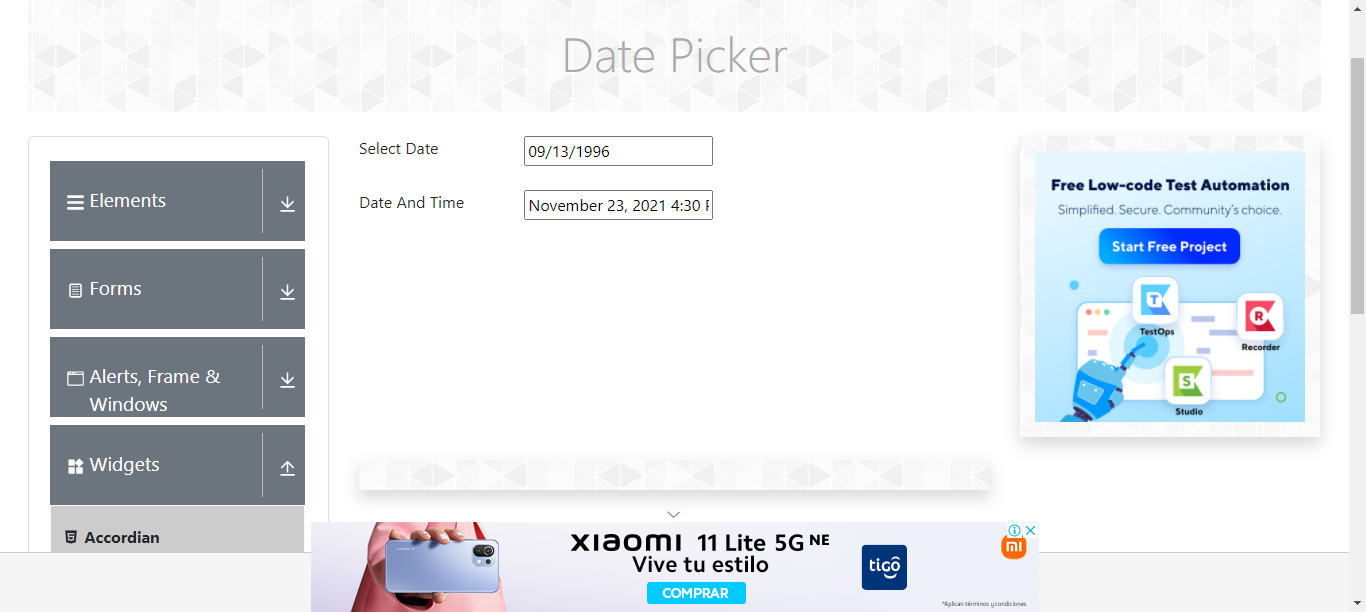 Date Picker
Elements
Forms
Alerts, Frame &
Windows
Widgets
Accordian
Select Date
09/13/1996
Date And Time
November 23, 2021 4:30
Free Low-code Test Automation
Simplified. Secure. Community's choice.
Start Free Project
TestOps
Recorder
Studio
xiaomi 11 Lite 5G NE
Vive tu estilo
COMPRAR
tigo
mi
*Aplican términos y condiciones